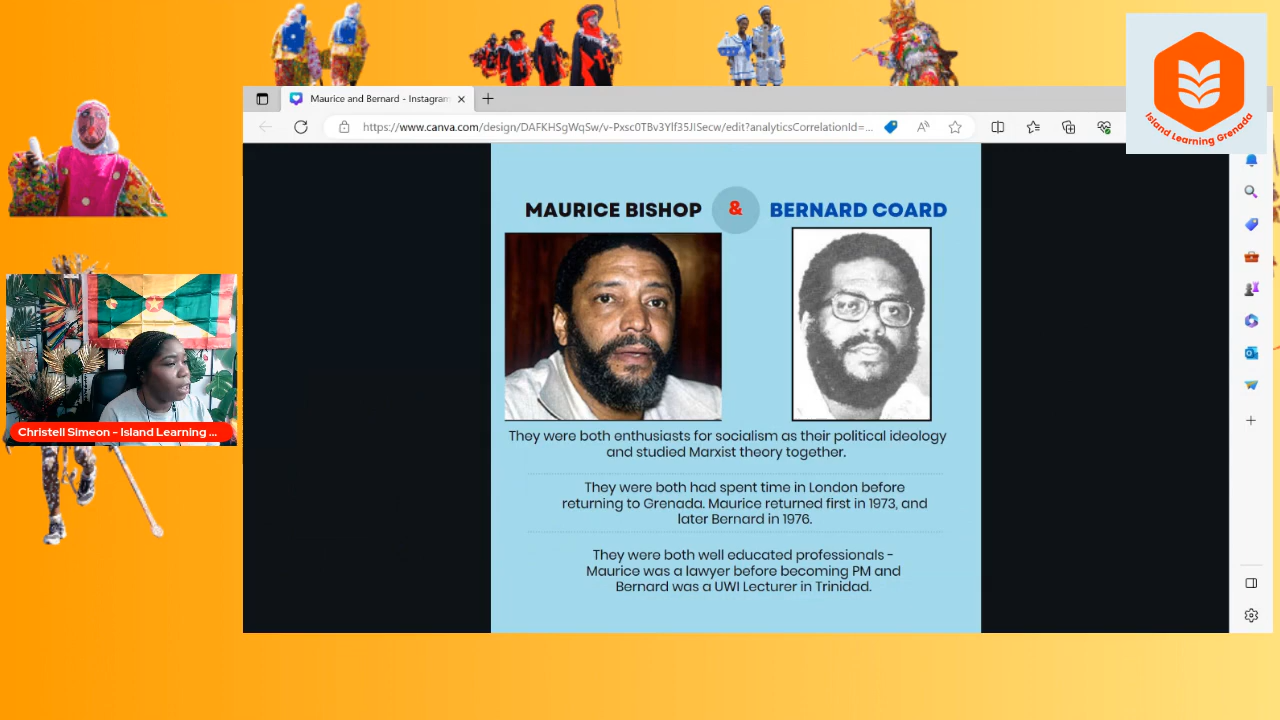 Maurice and Bernard - Instagram
https://www.canva.com/design/DAFKHSgWqSw/v-Pxsc0TBv3Ylf35JISecw/edit?analyticsCorrelationId=...
Island Learning Grenada
MAURICE BISHOP & BERNARD COARD
They were both enthusiasts for socialism as their political ideology
and studied Marxist theory together.
They were both had spent time in London before
returning to Grenada. Maurice returned first in 1973, and
later Bernard in 1976.
They were both well educated professionals -
Maurice was a lawyer before becoming PM and
Bernard was a UWI Lecturer in Trinidad.
Christell Simeon - Island Learning ...